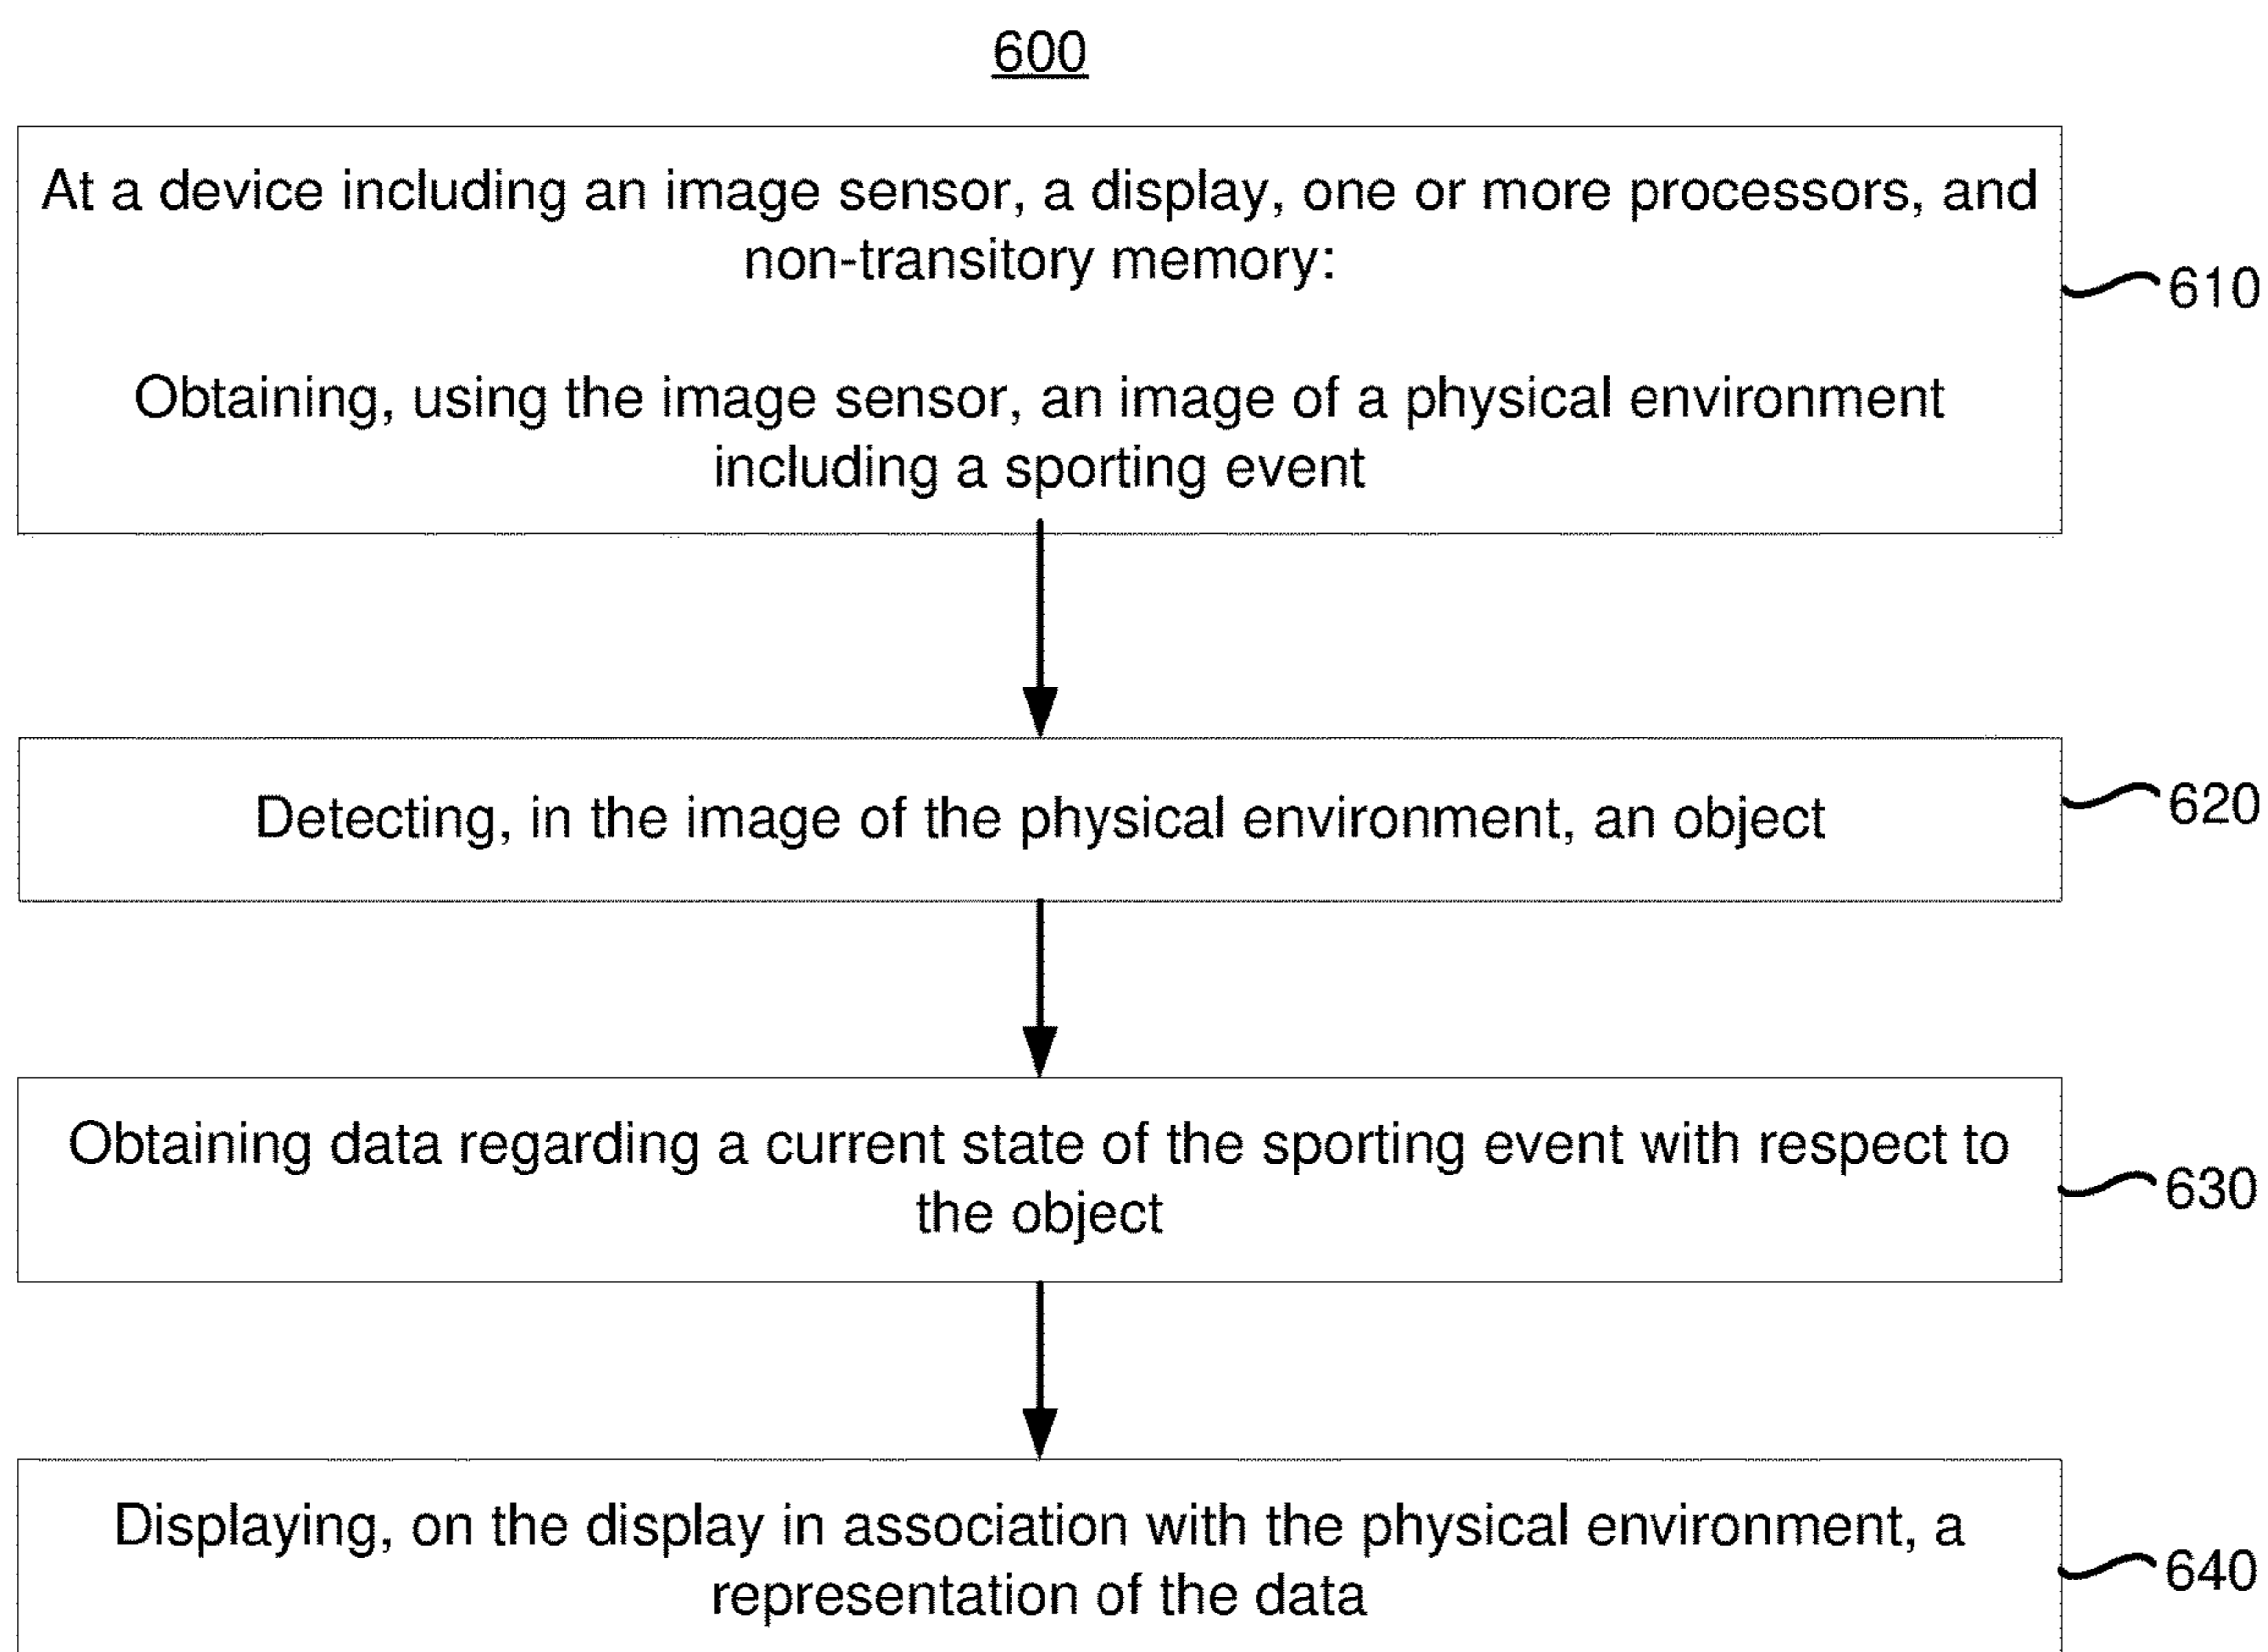 600
At a device including an image sensor, a display, one or more processors, and
non-transitory memory:
Obtaining, using the image sensor, an image of a physical environment
including a sporting event
610
Detecting, in the image of the physical environment, an object
620
Obtaining data regarding a current state of the sporting event with respect to
the object
630
Displaying, on the display in association with the physical environment, a
representation of the data
640